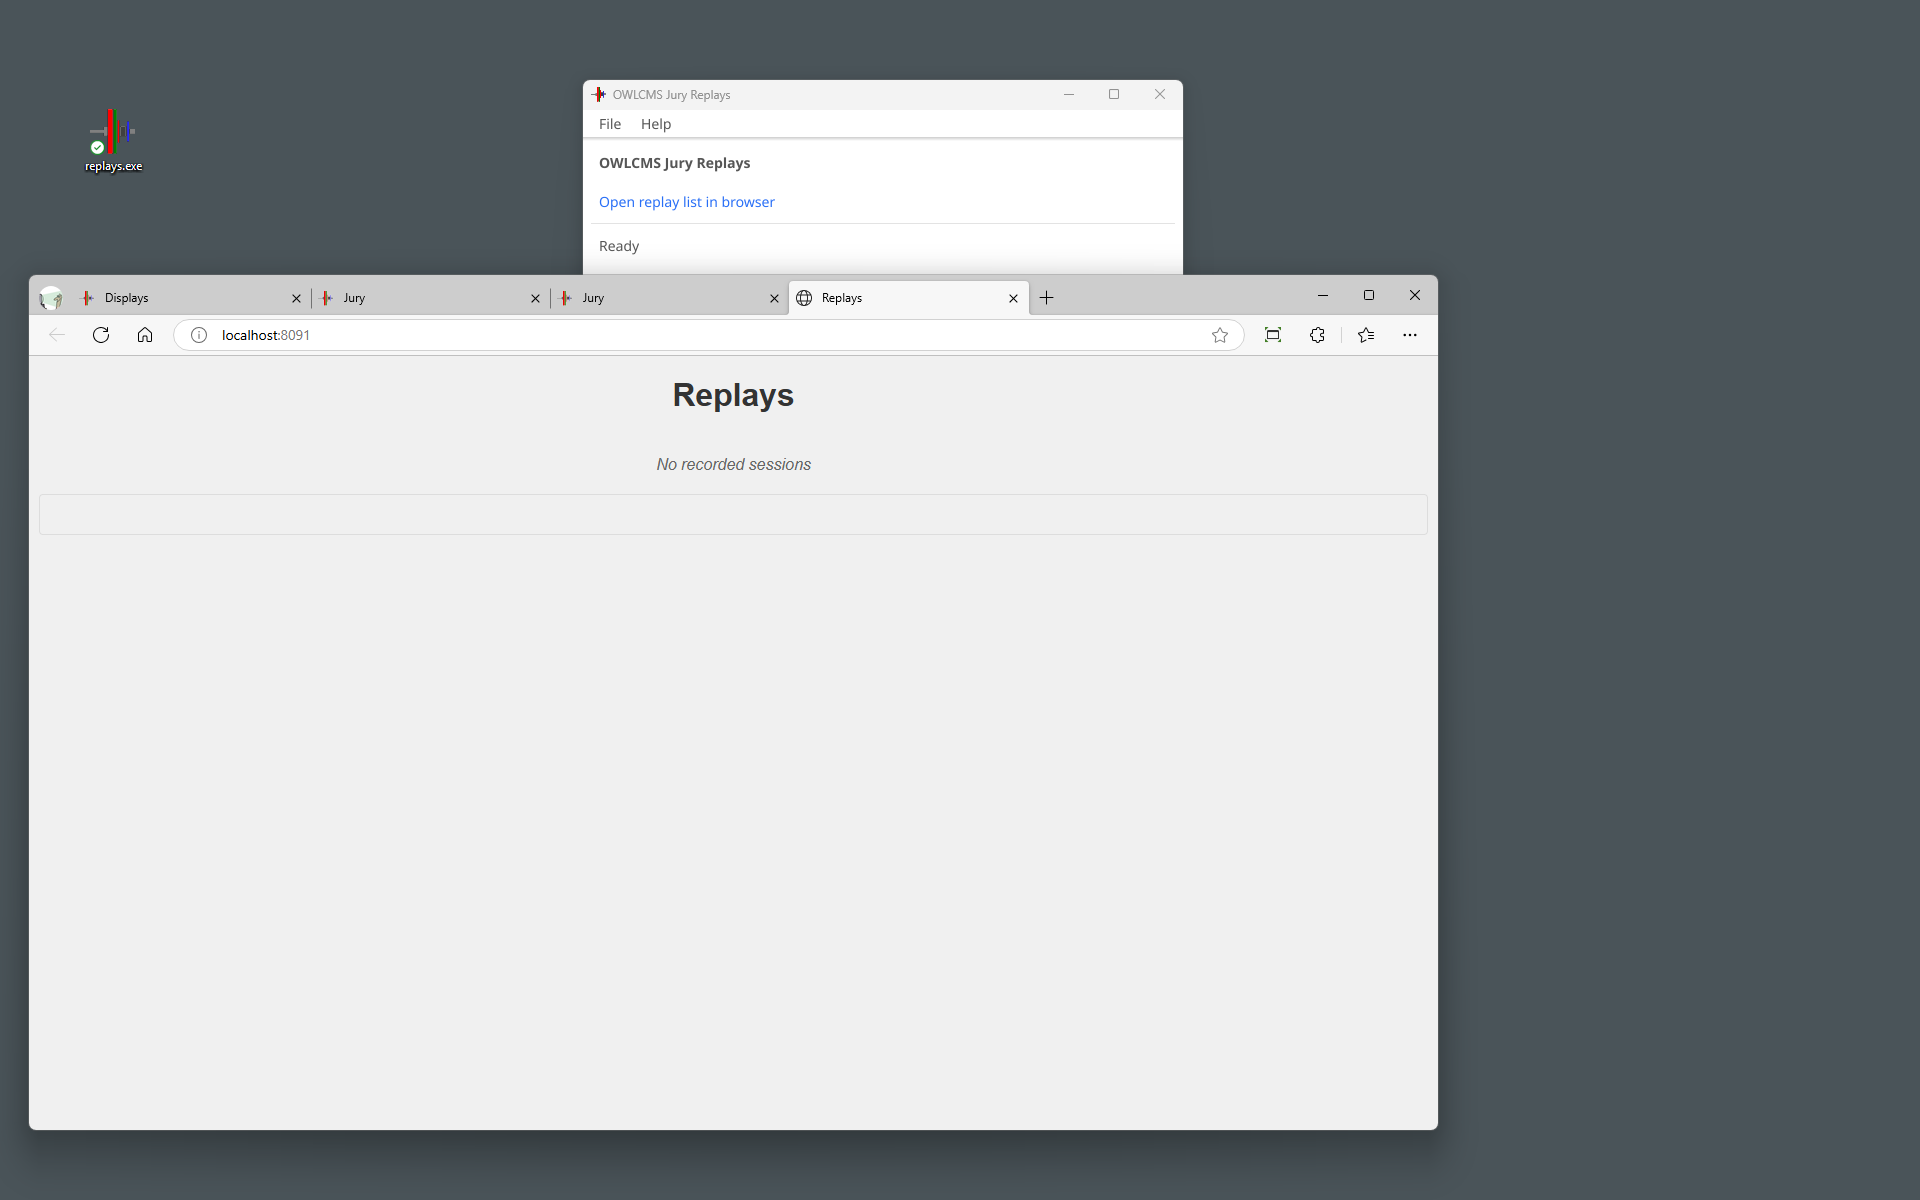 replays.exe
OWLCMS Jury Replays
File Help
OWLCMS Jury Replays
Open replay list in browser
Ready
Displays Jury Jury Replays
localhost:8091
Replays
No recorded sessions